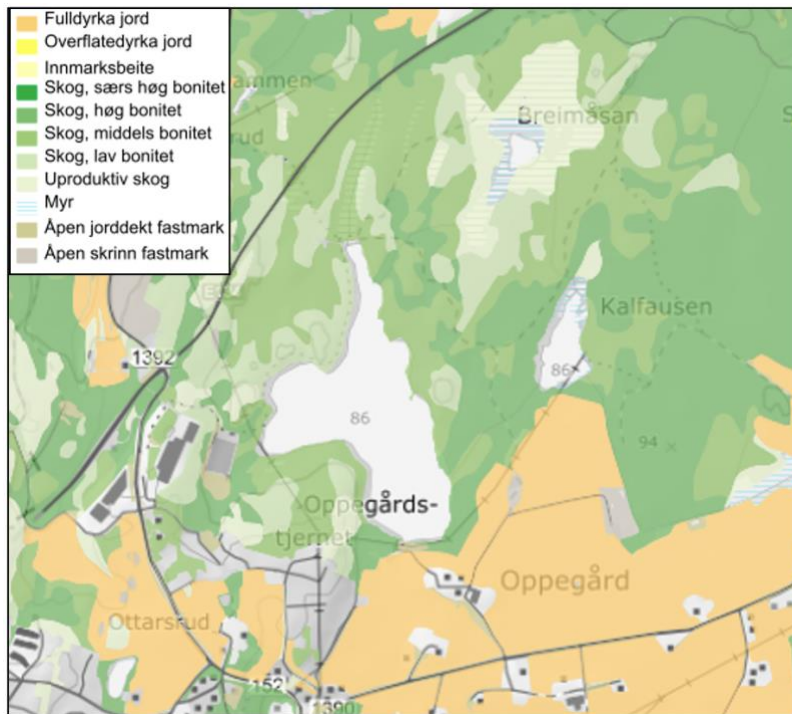 Fulldyrka jord
Overflatedyrka jord
Innmarksbeite
Skog, særs høg bonitet
Skog, høg bonitet
Skog, middels bonitet
Skog, lav bonitet
Uproduktiv skog
Myr
Åpen jorddekt fastmark
Åpen skrinn fastmark
ammen
rud
Breimåsan
S
Kalfausen
1392
86
86
94
Oppegårds-
tjernet
Oppegård
Ottarsrud
152
1390